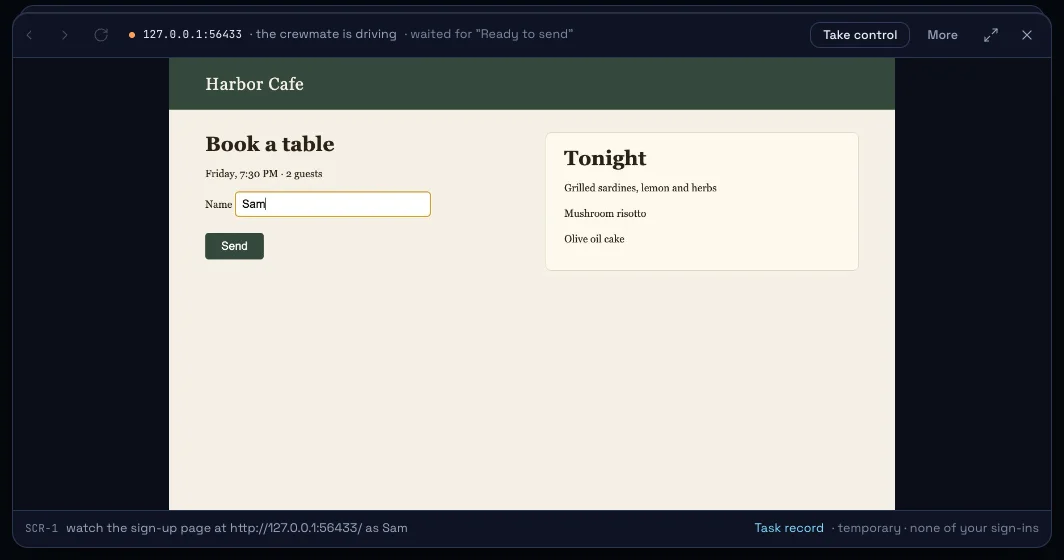 127.0.0.1:56433 · the crewmate is driving · waited for "Ready to send" Take control More
Harbor Cafe
Book a table
Friday, 7:30 PM · 2 guests
Name Sam
Send
Tonight
Grilled sardines, lemon and herbs
Mushroom risotto
Olive oil cake
SCR-1 watch the sign-up page at http://127.0.0.1:56433/ as Sam Task record · temporary · none of your sign-ins